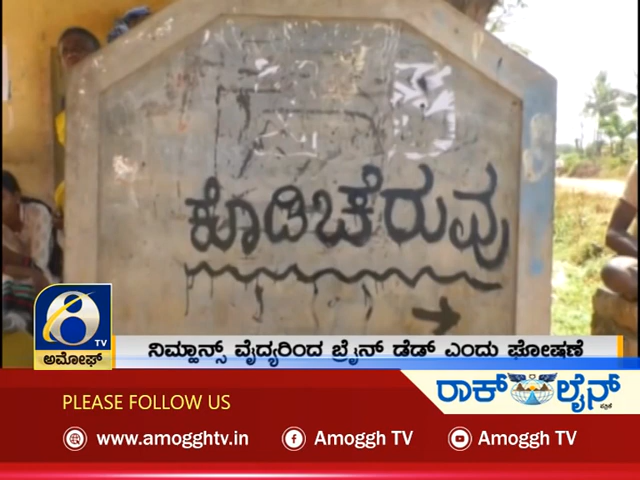 ಕೊಡಿಚೆರುವು
TV
ಅಮೋಘ್
ನಿಮ್ಹಾನ್ಸ್ ವೈದ್ಯರಿಂದ ಬ್ರೈನ್ ಡೆಡ್ ಎಂದು ಘೋಷಣೆ
PLEASE FOLLOW US
ರಾಕ್ ಲೈನ್
www.amogghtv.in Amoggh TV Amoggh TV